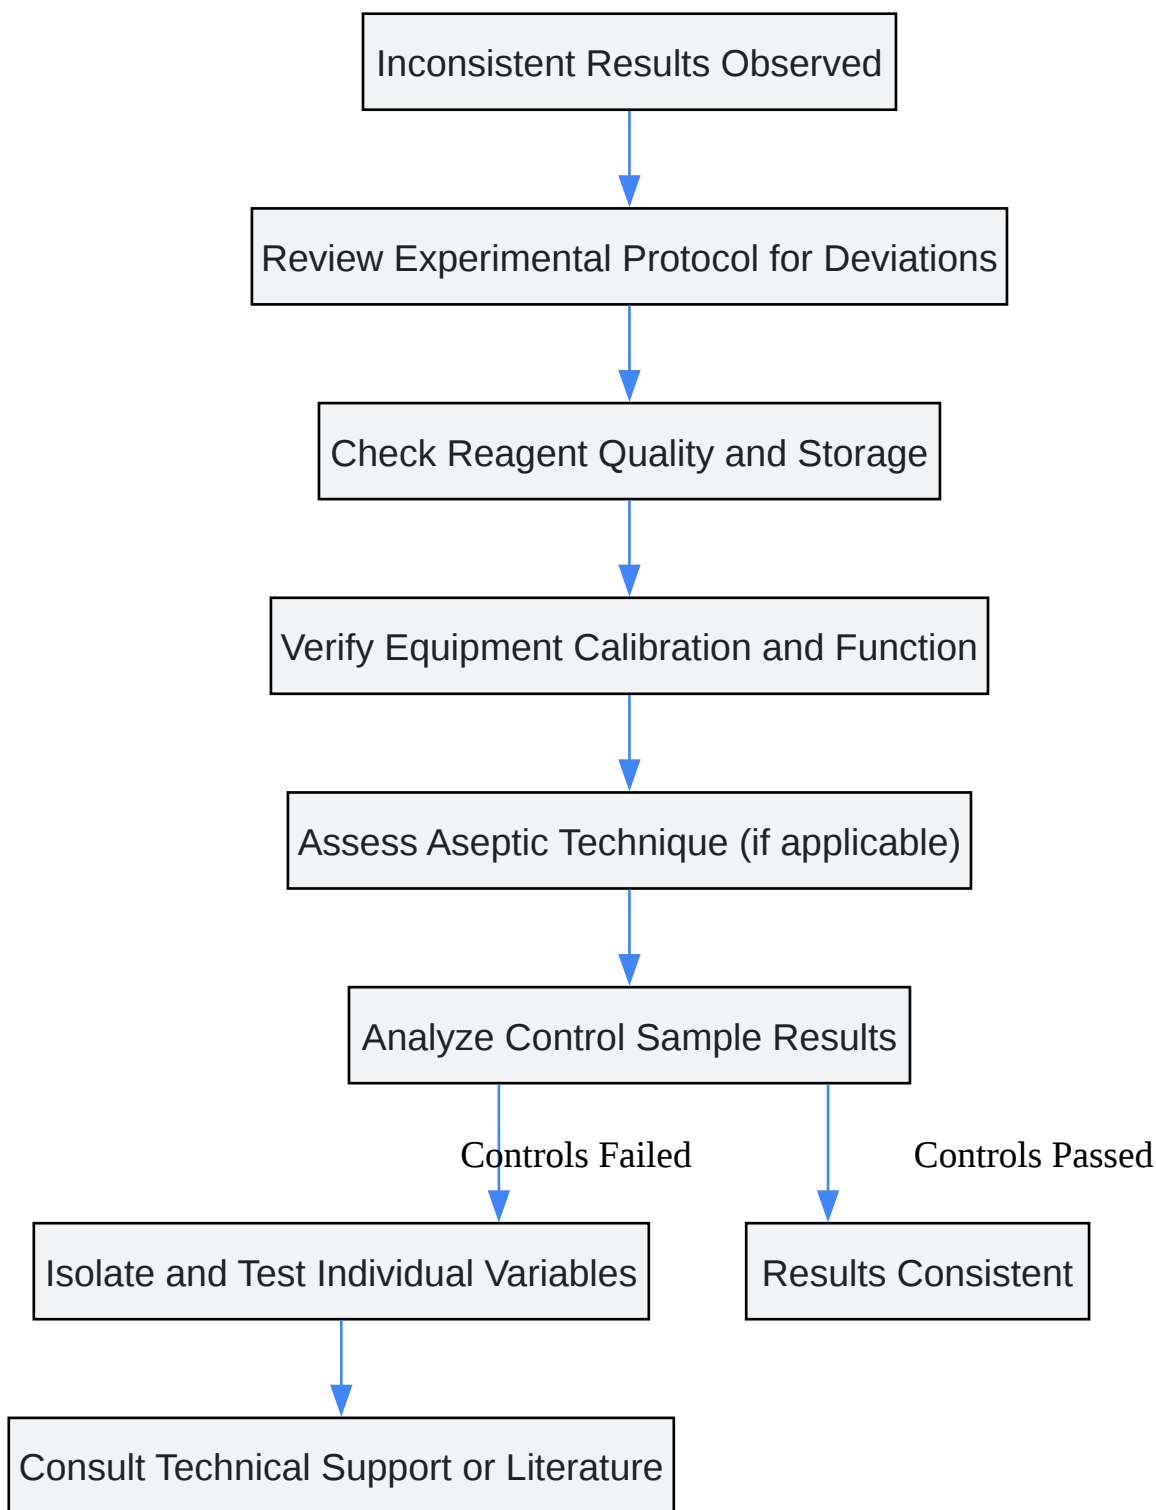 Inconsistent Results Observed
Review Experimental Protocol for Deviations
Check Reagent Quality and Storage
Verify Equipment Calibration and Function
Assess Aseptic Technique (if applicable)
Analyze Control Sample Results
Controls Failed
Controls Passed
Isolate and Test Individual Variables
Results Consistent
Consult Technical Support or Literature